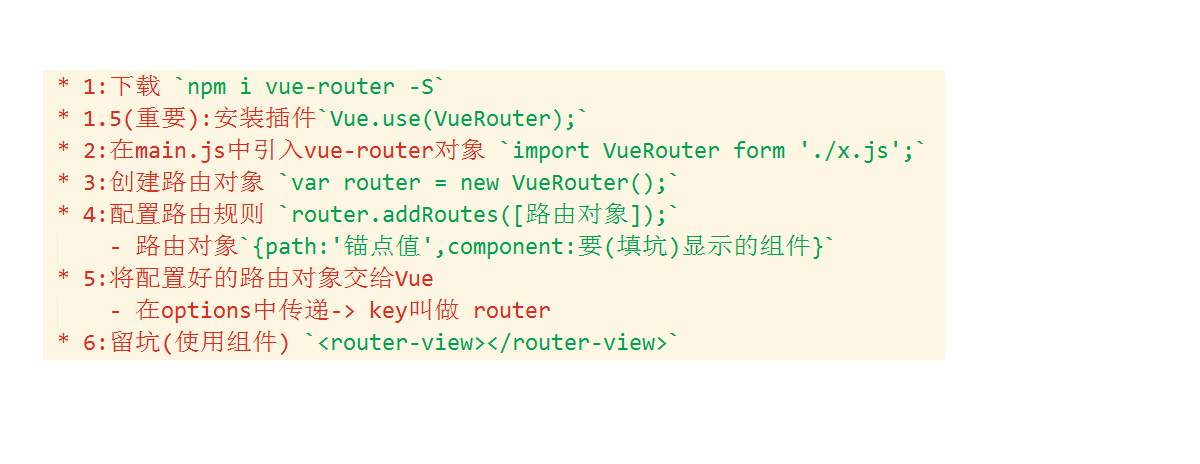 * 1:下载 `npm i vue-router -S`
* 1.5(重要):安装插件`Vue.use(VueRouter);`
* 2:在main.js中引入vue-router对象 `import VueRouter form './x.js';`
* 3:创建路由对象 `var router = new VueRouter();`
* 4:配置路由规则 `router.addRoutes([路由对象]);`
- 路由对象`{path:'锚点值',component:要(填坑)显示的组件}`
* 5:将配置好的路由对象交给Vue
- 在options中传递-> key叫做 router
* 6:留坑(使用组件) `<router-view></router-view>`